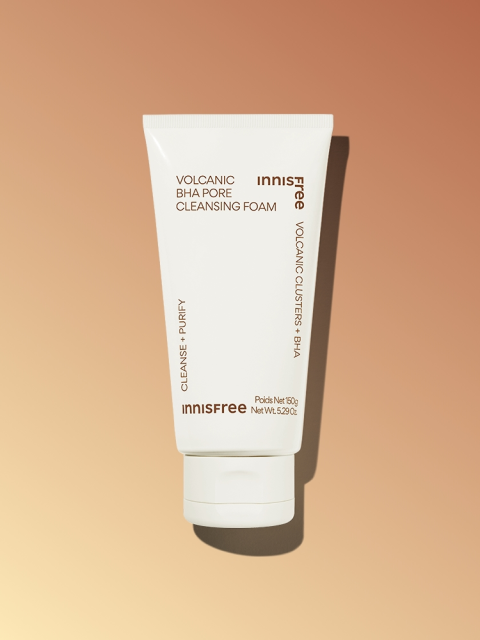 VOLCANIC
BHA PORE
CLEANSING FOAM
innisfree
VOLCANIC CLUSTERS + BHA
CLEANSE + PURIFY
innisfree
Poids Net 150g
Net Wt. 5.29 Oz.